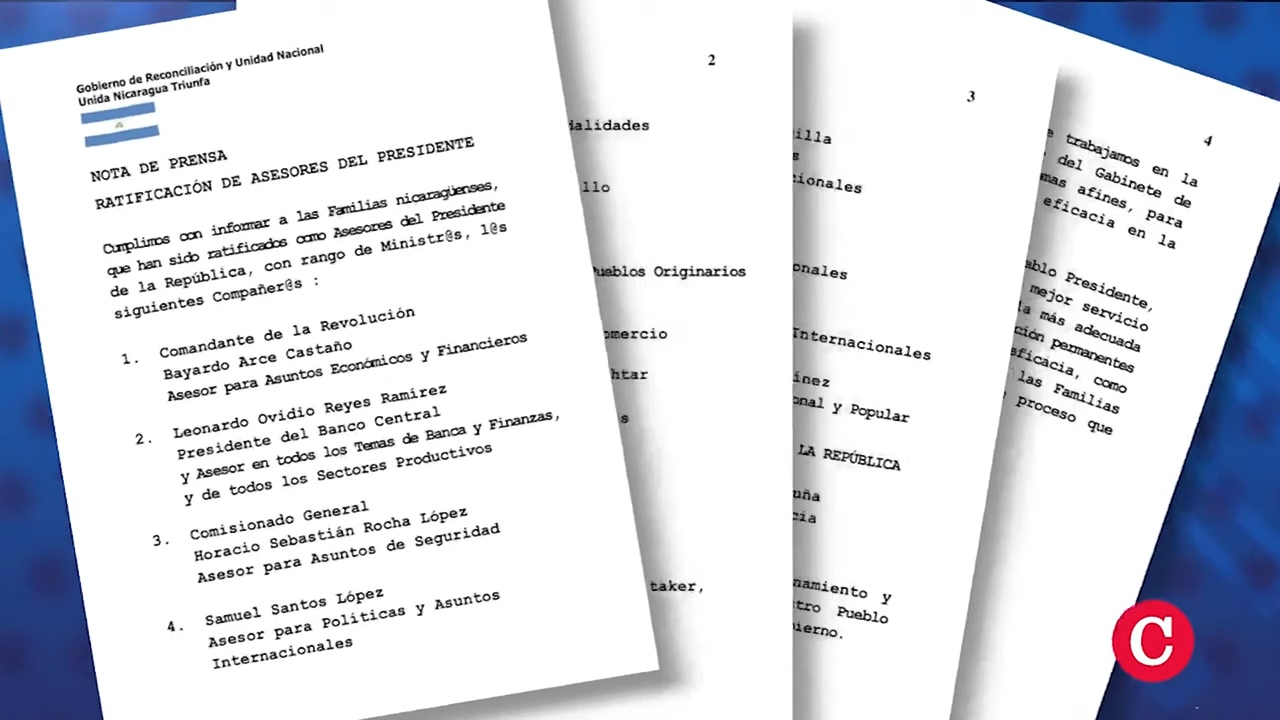 Gobierno de Reconciliación y Unidad Nacional
Unida Nicaragua Triunfa
NOTA DE PRENSA
RATIFICACIÓN DE ASESORES DEL PRESIDENTE
Cumplimos con informar a las Familias nicaragüenses,
que han sido ratificados como Asesores del Presidente
de la República, con rango de Ministr@s, l@s
siguientes Compañer@s :
1. Comandante de la Revolución
Bayardo Arce Castaño
Asesor para Asuntos Económicos y Financieros
2. Leonardo Ovidio Reyes Ramírez
Presidente del Banco Central
y Asesor en todos los Temas de Banca y Finanzas,
y de todos los Sectores Productivos
3. Comisionado General
Horacio Sebastián Rocha López
Asesor para Asuntos de Seguridad
4. Samuel Santos López
Asesor para Políticas y Asuntos
Internacionales
2
dalidades
llo
Pueblos Originarios
omercio
htar
s
taker,
3
illa
s
cionales
onales
Internacionales
ínez
onal y Popular
LA REPÚBLICA
uña
cia
namiento y
tro Pueblo
ierno.
4
e trabajamos en la
del Gabinete de
mas afines, para
eficacia en la
ablo Presidente,
mejor servicio
la más adecuada
ción permanentes
eficacia, como
las Familias
proceso que
C